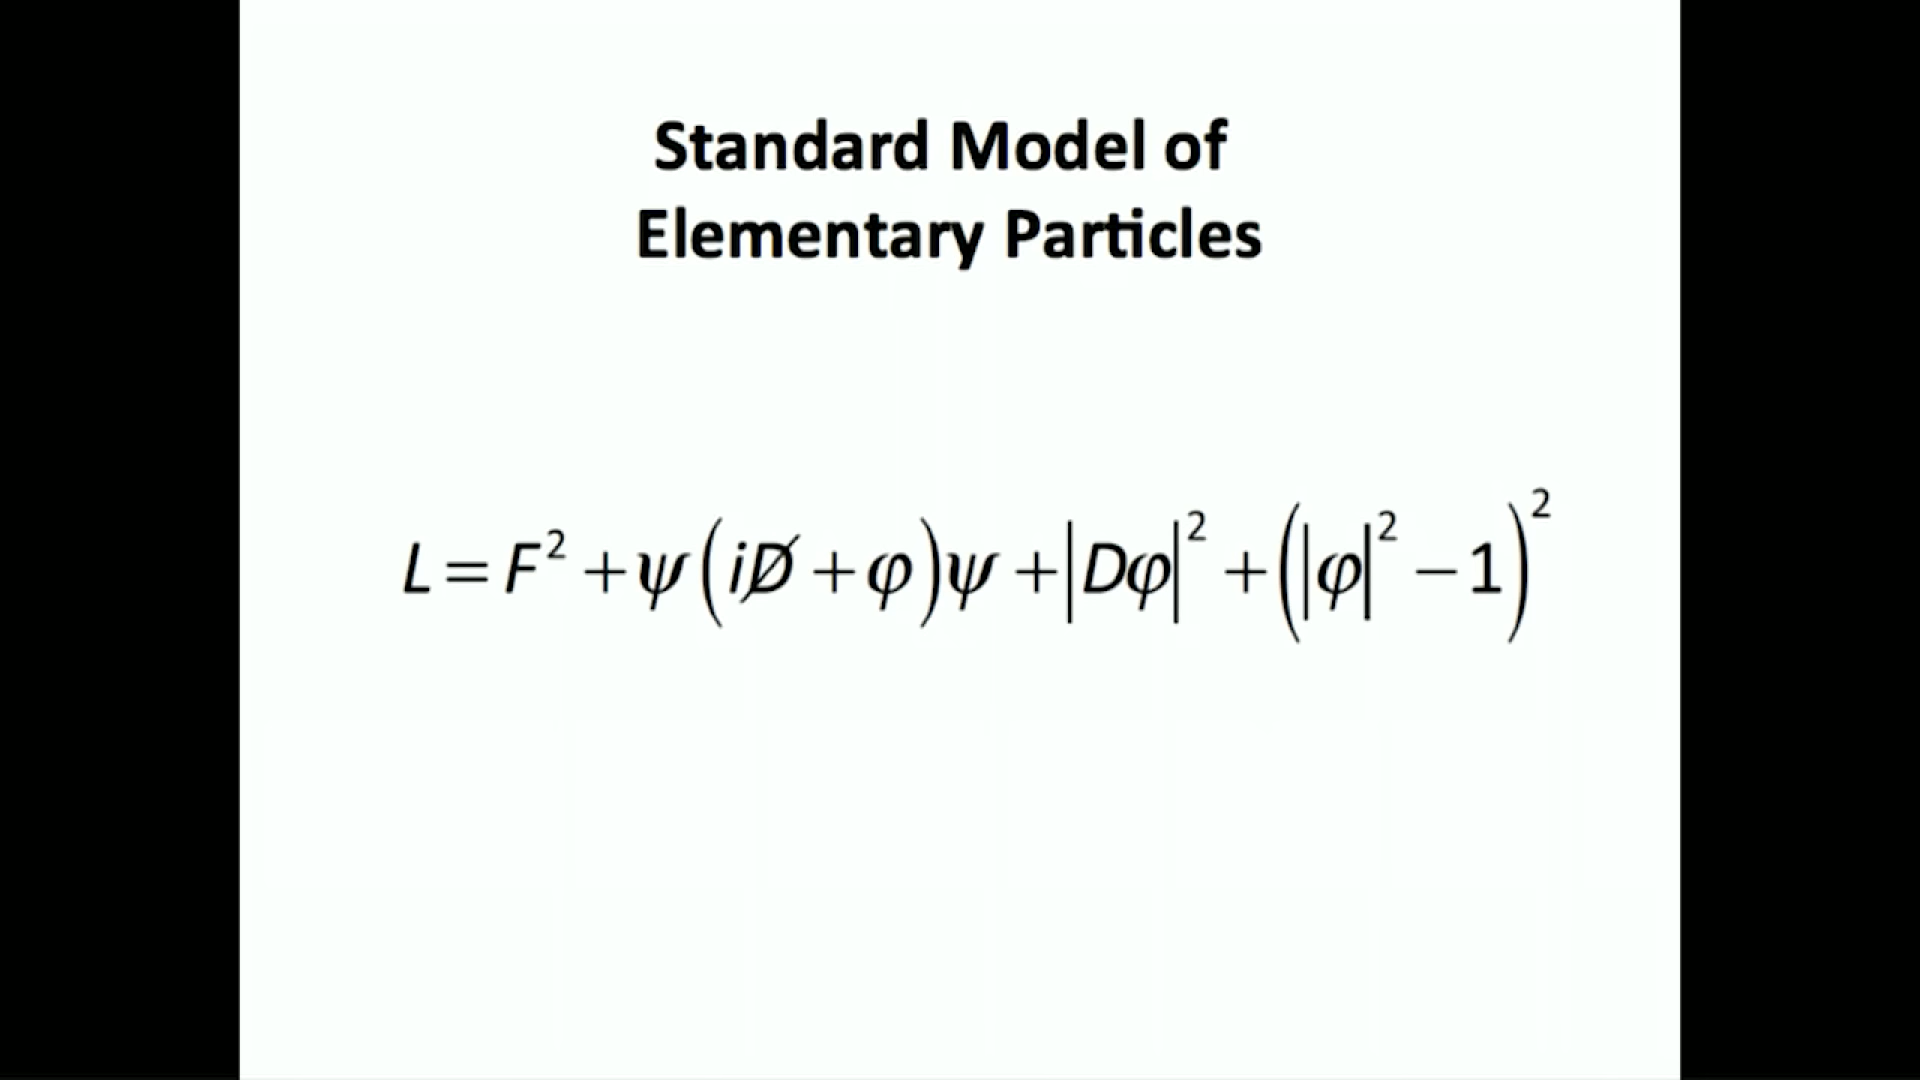 Standard Model of
Elementary Particles
L = F² + ψ(iD̸ + φ)ψ + |Dφ|² + (|φ|² − 1)²